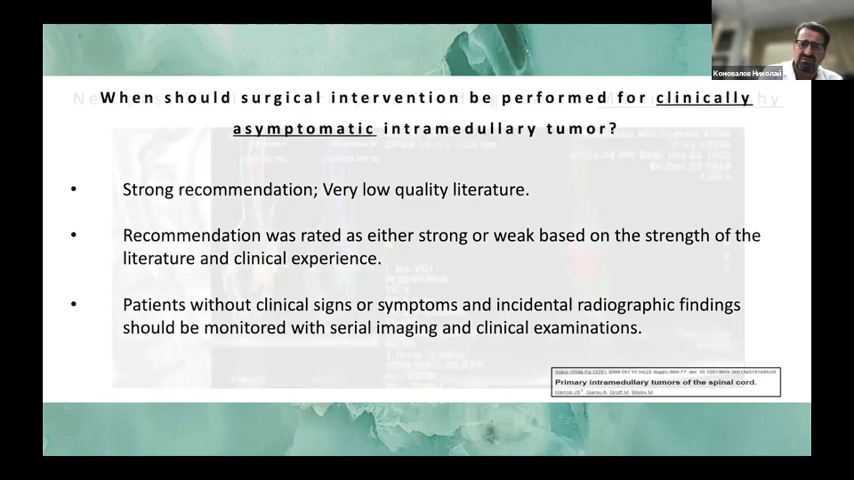 Коновалов Николай
When should surgical intervention be performed for clinically
asymptomatic intramedullary tumor?
• Strong recommendation; Very low quality literature.
• Recommendation was rated as either strong or weak based on the strength of the
literature and clinical experience.
• Patients without clinical signs or symptoms and incidental radiographic findings
should be monitored with serial imaging and clinical examinations.
Primary intramedullary tumors of the spinal cord.